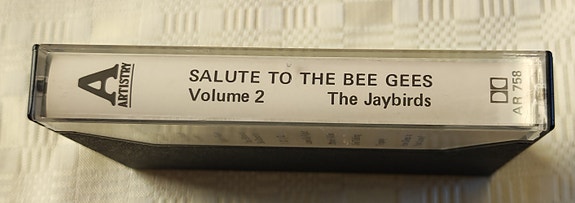 A
ARTISTRY
SALUTE TO THE BEE GEES
Volume 2 The Jaybirds
AR 758